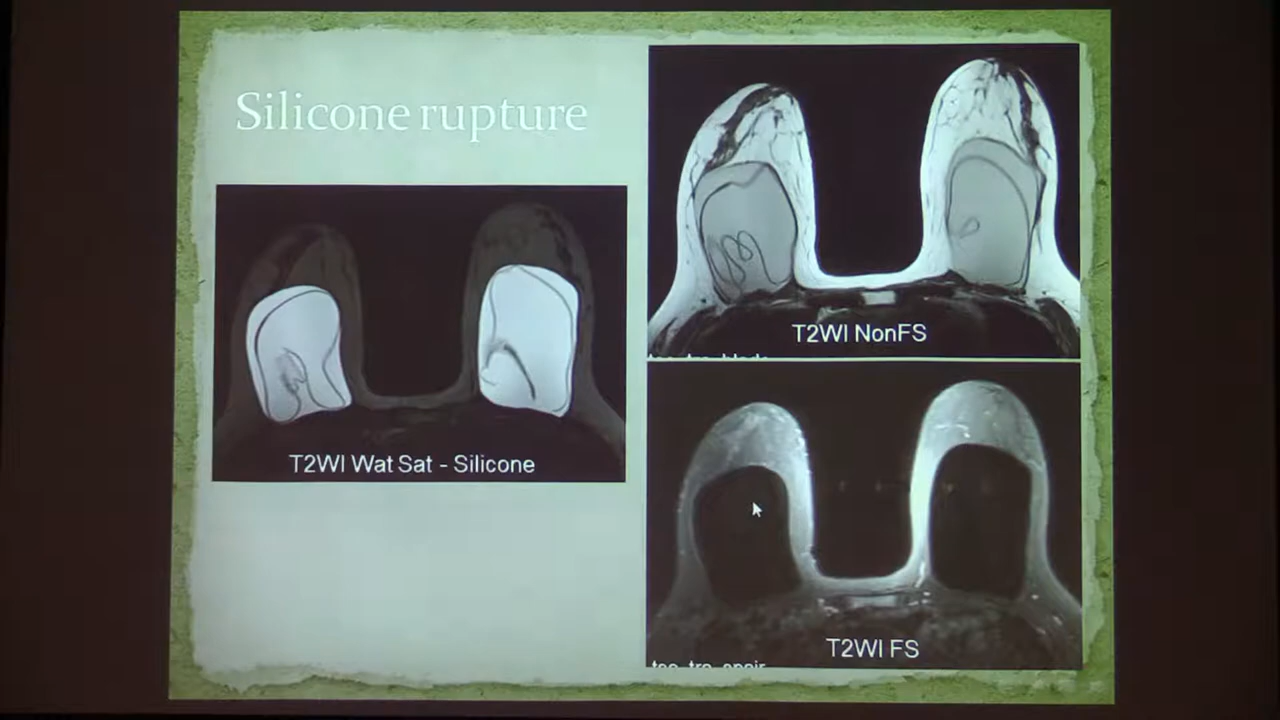 Silicone rupture
T2WI NonFS
T2WI Wat Sat - Silicone
T2WI FS